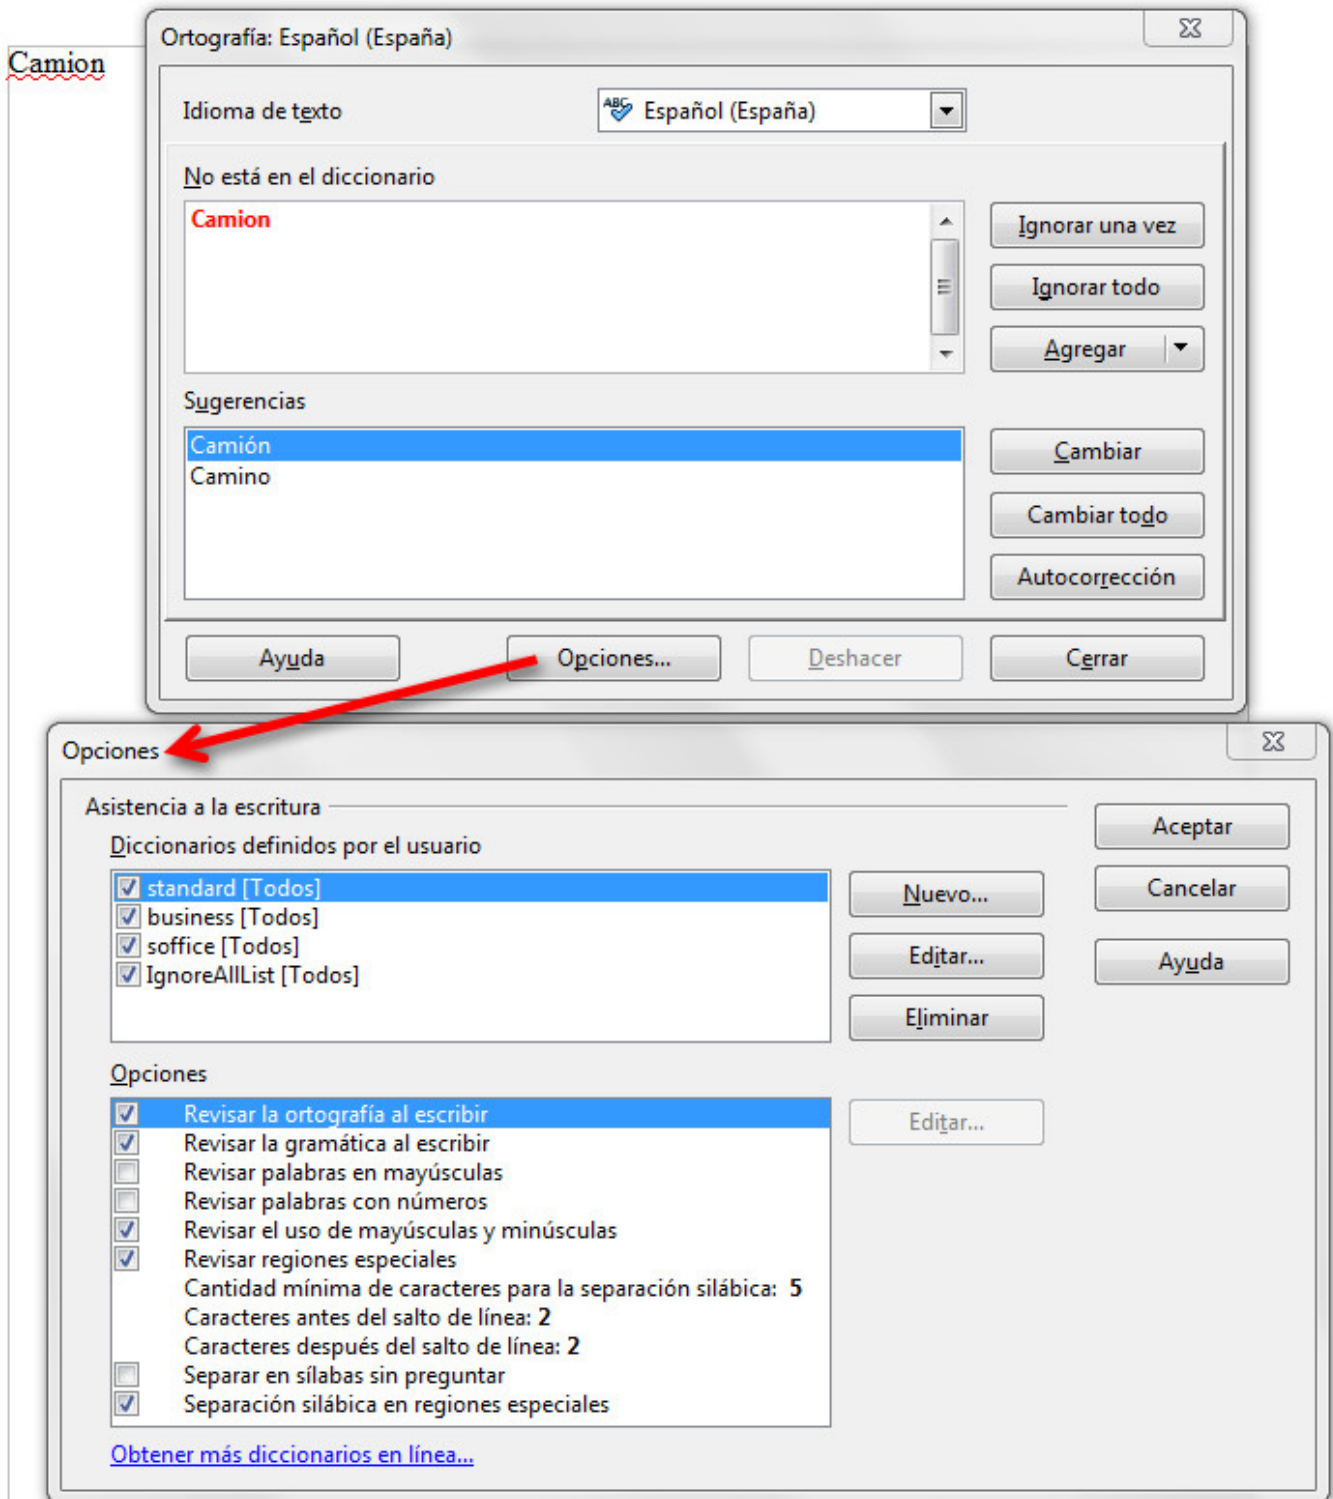 Camion
Ortografía: Español (España)
Idioma de texto
ABC Español (España)
No está en el diccionario
Camion
Ignorar una vez
Ignorar todo
Agregar
Sugerencias
Camión
Camino
Cambiar
Cambiar todo
Autocorrección
Ayuda
Opciones...
Deshacer
Cerrar
Opciones
Asistencia a la escritura
Diccionarios definidos por el usuario
standard [Todos]
business [Todos]
soffice [Todos]
IgnoreAllList [Todos]
Nuevo...
Editar...
Eliminar
Aceptar
Cancelar
Ayuda
Opciones
Revisar la ortografía al escribir
Revisar la gramática al escribir
Revisar palabras en mayúsculas
Revisar palabras con números
Revisar el uso de mayúsculas y minúsculas
Revisar regiones especiales
Cantidad mínima de caracteres para la separación silábica: 5
Caracteres antes del salto de línea: 2
Caracteres después del salto de línea: 2
Separar en sílabas sin preguntar
Separación silábica en regiones especiales
Editar...
Obtener más diccionarios en línea...